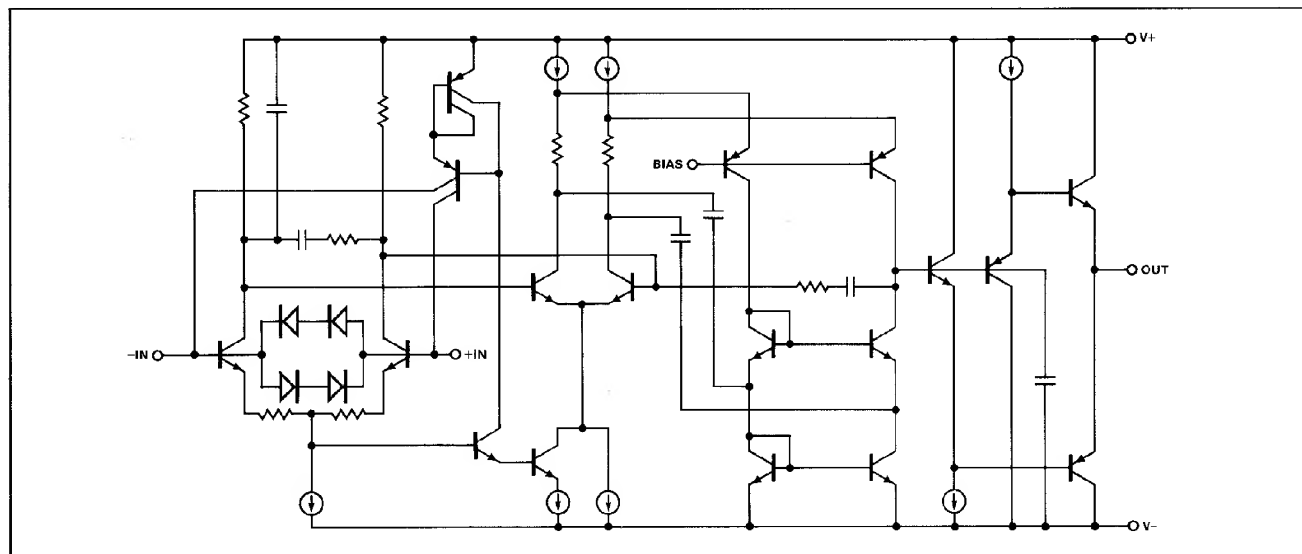 V+
BIAS
OUT
–IN
+IN
V–